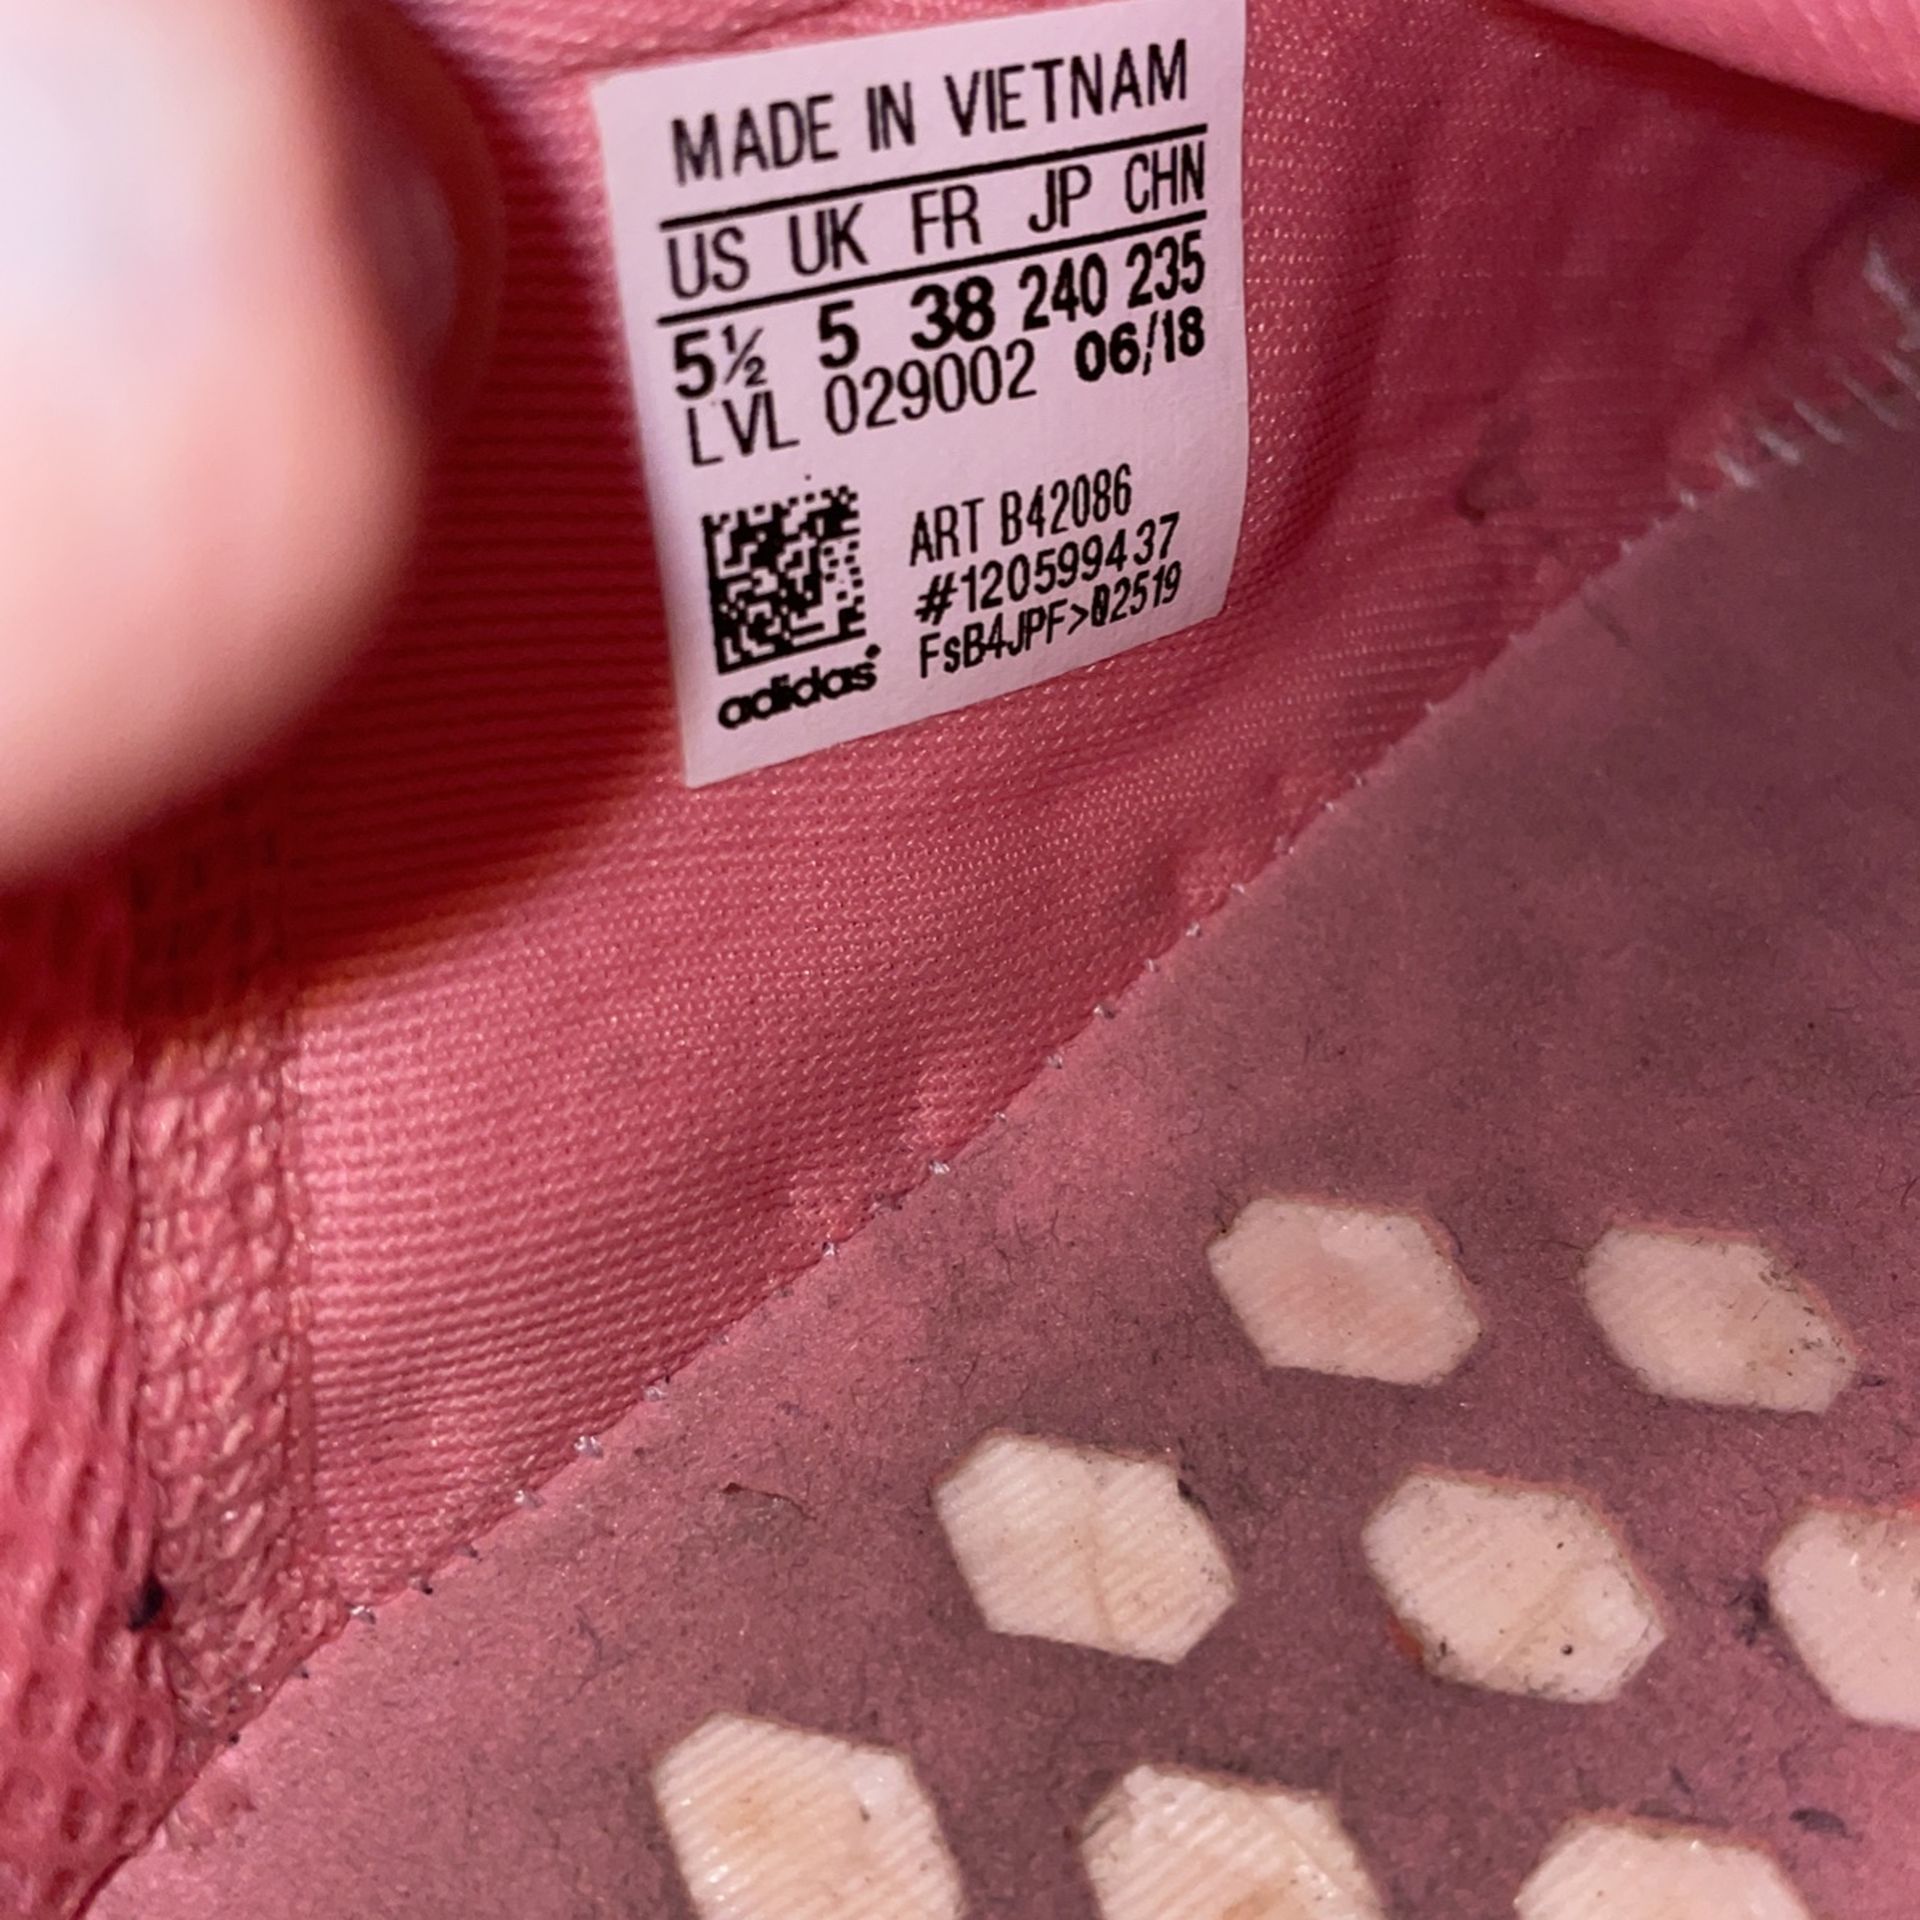 MADE IN VIETNAM
US UK FR JP CHN
5½ 5 38 240 235
LVL 029002 06/18
ART B42086
#120599437
FsB4JPF>02519
adidas